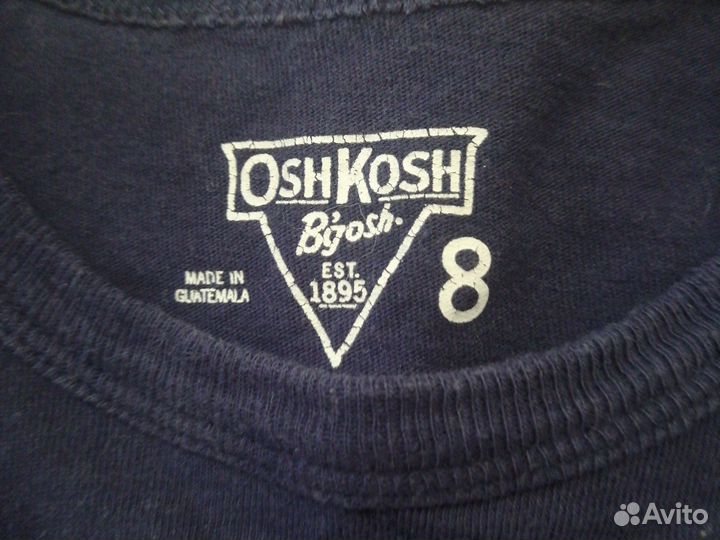 OSHKOSH
B'gosh.
EST.
1895
MADE IN
GUATEMALA
8
Avito